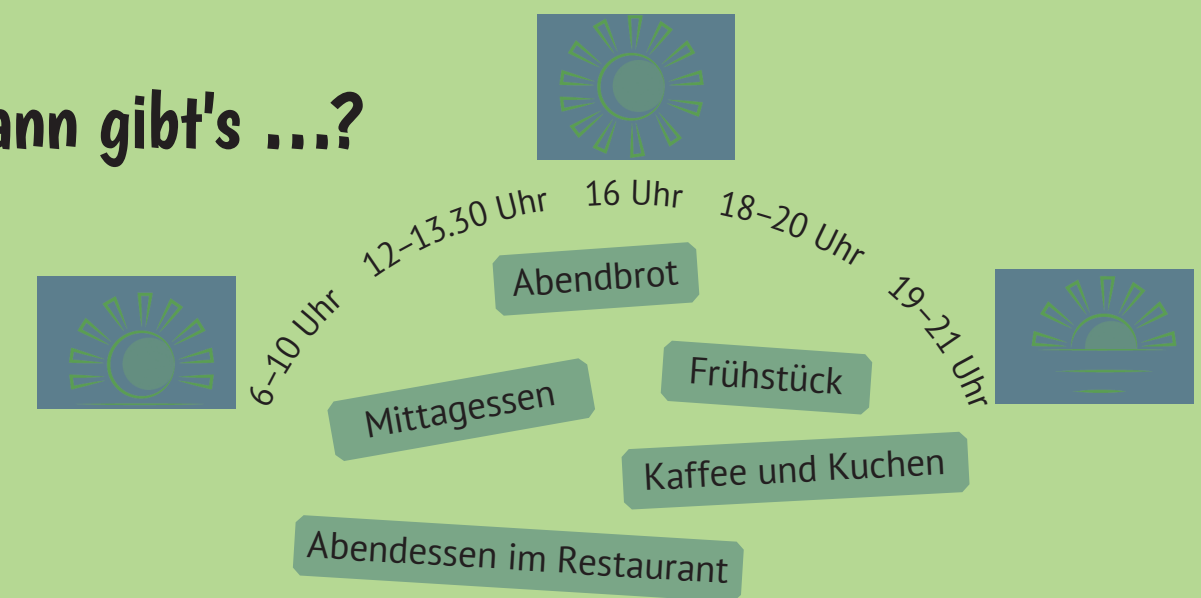 ann gibt's ...?
6–10 Uhr
12–13.30 Uhr
16 Uhr
18–20 Uhr
19–21 Uhr
Abendbrot
Frühstück
Mittagessen
Kaffee und Kuchen
Abendessen im Restaurant